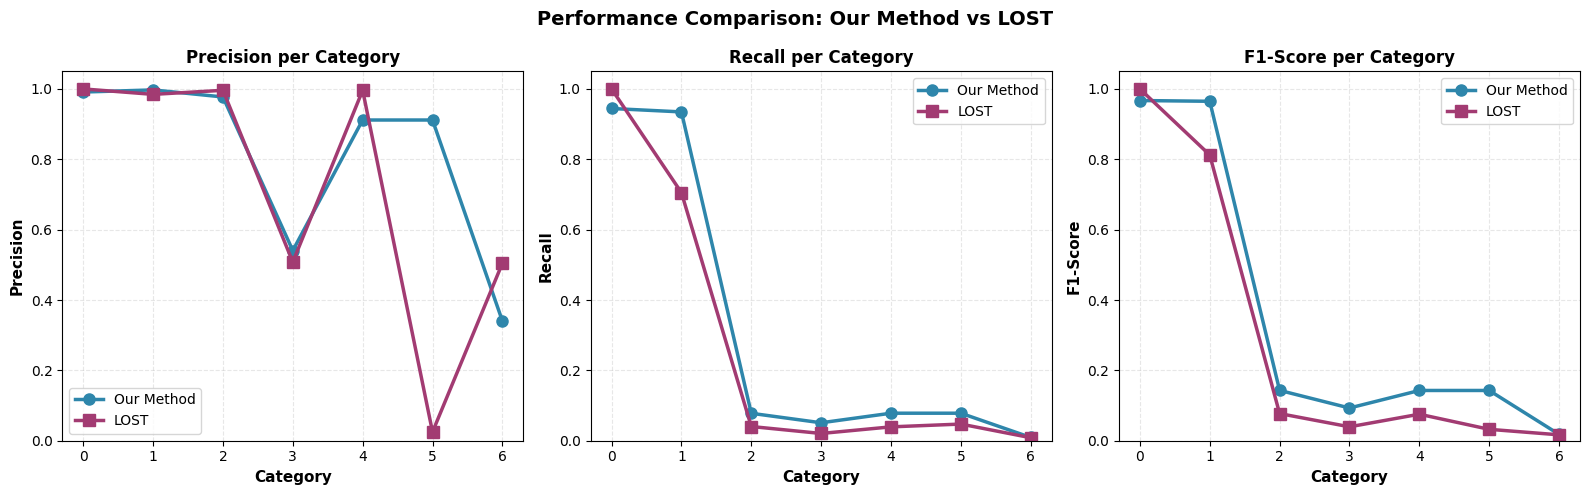 Performance Comparison: Our Method vs LOST
Precision per Category
1.0
0.8
0.6
0.4
0.2
0.0
Precision
Our Method
LOST
0 1 2 3 4 5 6
Category
Recall per Category
1.0
0.8
0.6
0.4
0.2
0.0
Recall
Our Method
LOST
0 1 2 3 4 5 6
Category
F1-Score per Category
1.0
0.8
0.6
0.4
0.2
0.0
F1-Score
Our Method
LOST
0 1 2 3 4 5 6
Category